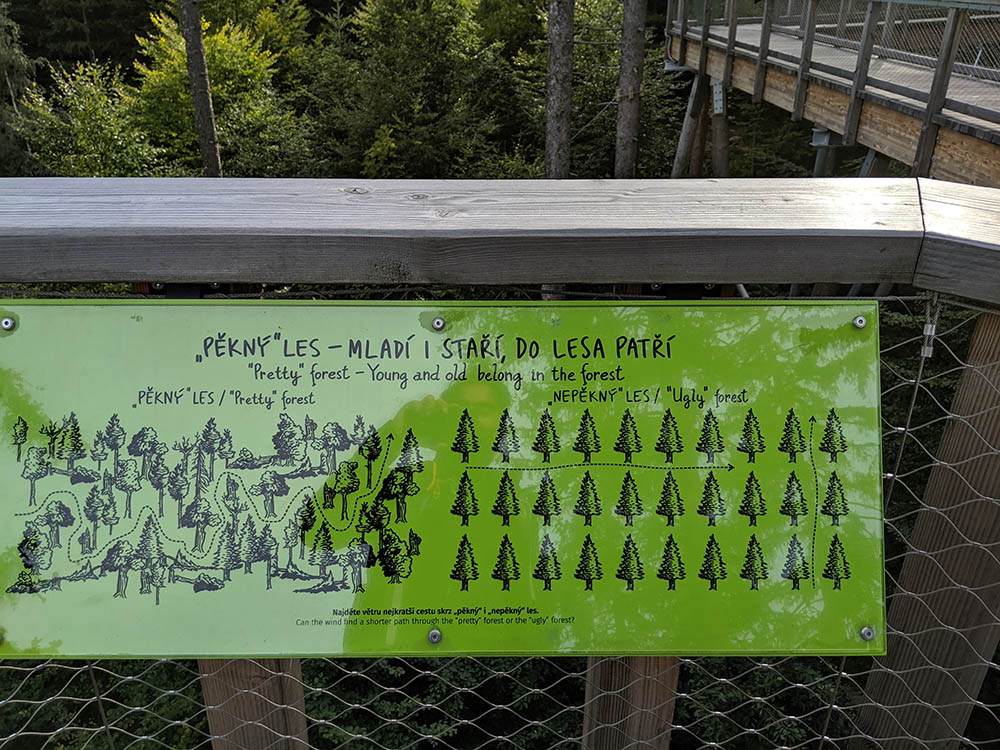 „PĚKNÝ" LES – MLADÍ I STAŘÍ, DO LESA PATŘÍ
"Pretty" forest – Young and old belong in the forest
„PĚKNÝ" LES / "Pretty" forest
„NEPĚKNÝ" LES / "Ugly" forest
Najděte větru nejkratší cestu skrz „pěkný" i „nepěkný" les.
Can the wind find a shorter path through the "pretty" forest or the "ugly" forest?